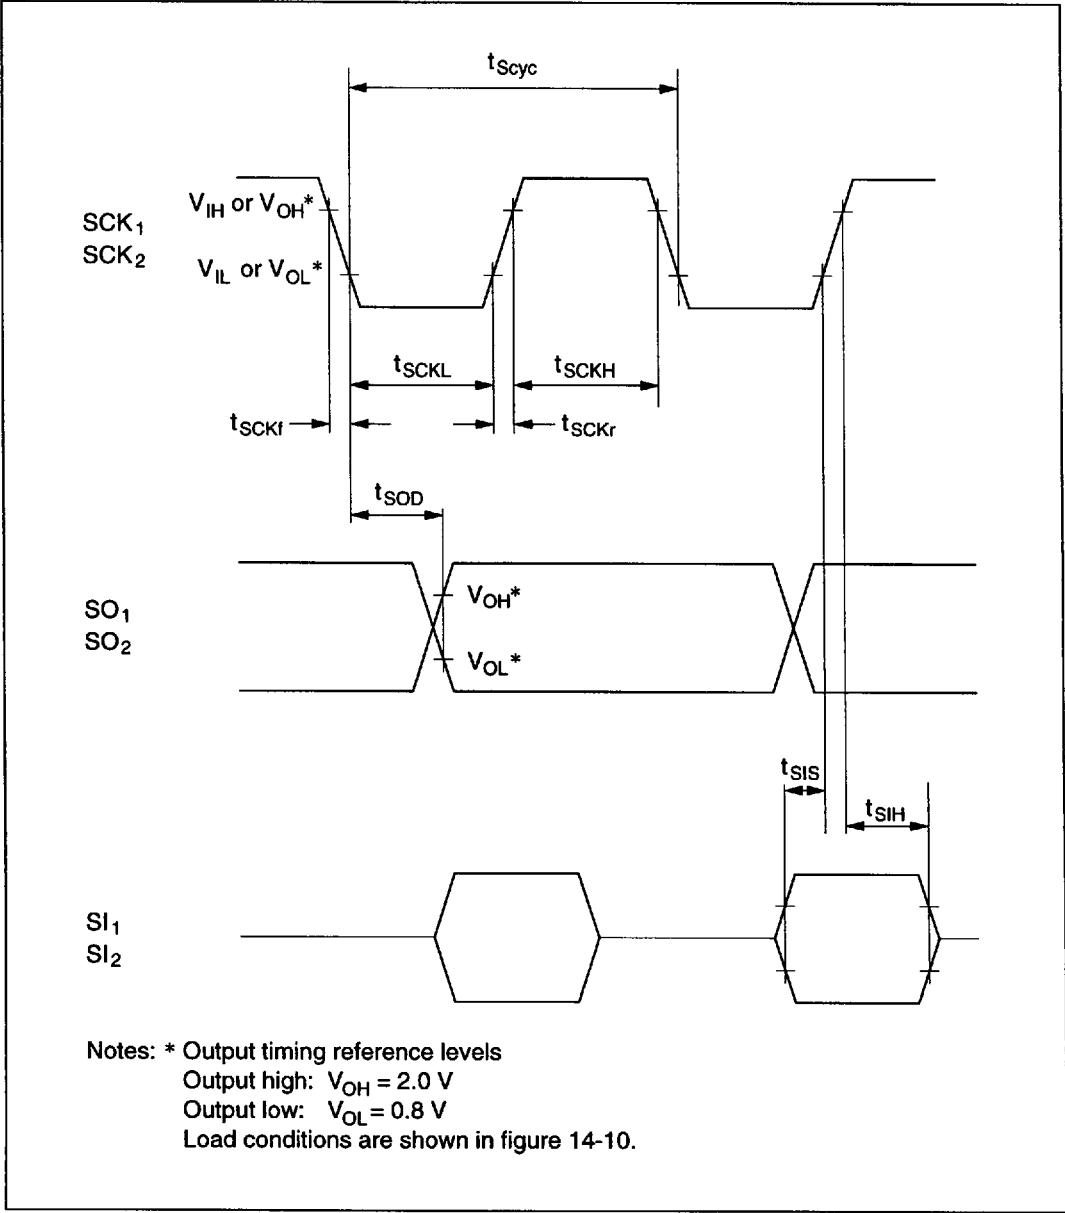 tScyc
VIH or VOH*
SCK1
SCK2
VIL or VOL*
tSCKL
tSCKH
tSCKf
tSCKr
tSOD
VOH*
SO1
SO2
VOL*
tSIS
tSIH
SI1
SI2
Notes: * Output timing reference levels
Output high: VOH = 2.0 V
Output low: VOL = 0.8 V
Load conditions are shown in figure 14-10.